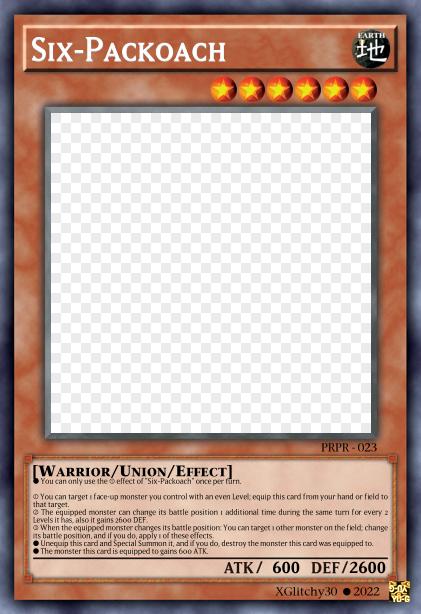 SIX-PACKOACH
EARTH
地
PRPR - 023
[WARRIOR/UNION/EFFECT]
● You can only use the ① effect of "Six-Packoach" once per turn.
① You can target 1 face-up monster you control with an even Level; equip this card from your hand or field to
that target.
② The equipped monster can change its battle position 1 additional time during the same turn for every 2
Levels it has, also it gains 2600 DEF.
③ When the equipped monster changes its battle position: You can target 1 other monster on the field; change
its battle position, and if you do, apply 1 of these effects.
● Unequip this card and Special Summon it, and if you do, destroy the monster this card was equipped to.
● The monster this card is equipped to gains 600 ATK.
ATK/ 600 DEF/2600
XGlitchy30 ● 2022